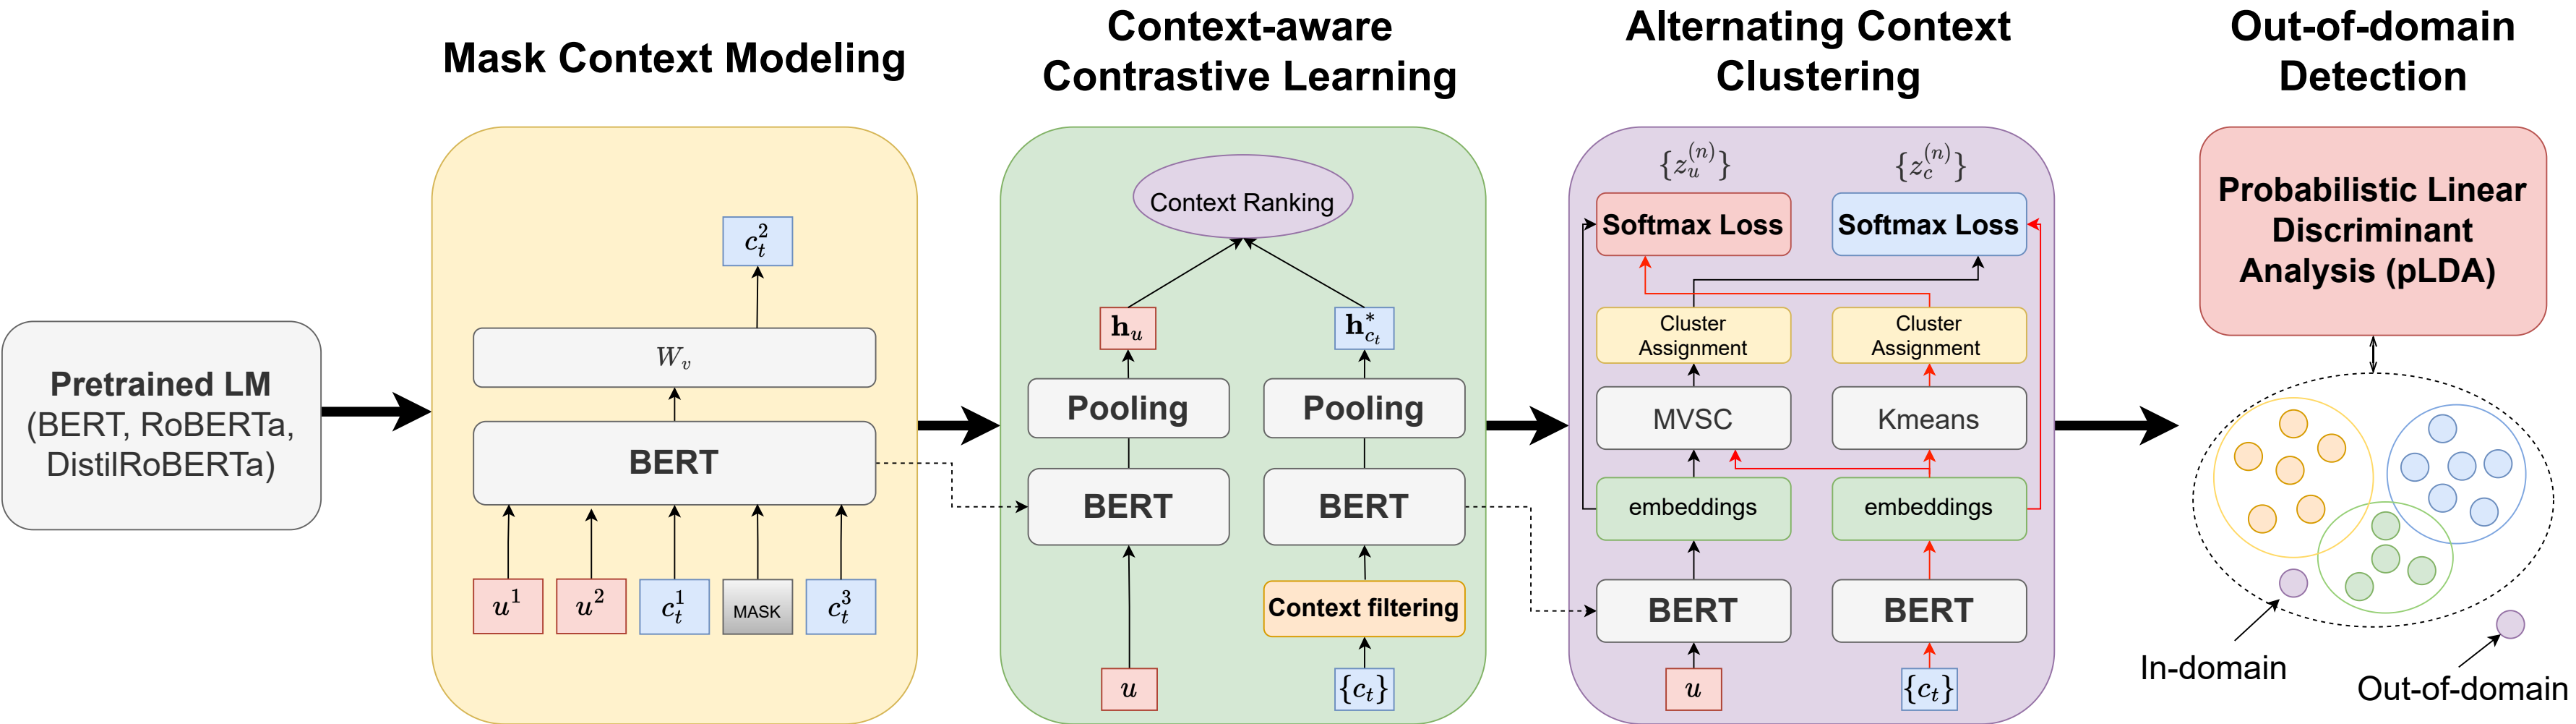 Mask Context Modeling
Context-aware
Contrastive Learning
Alternating Context
Clustering
Out-of-domain
Detection
Pretrained LM
(BERT, RoBERTa,
DistilRoBERTa)
c_t^2
W_v
BERT
u^1 u^2 c_t^1 MASK c_t^3
Context Ranking
h_u h_{c_t}^*
Pooling Pooling
BERT BERT
Context filtering
u {c_t}
{z_u^{(n)}} {z_c^{(n)}}
Softmax Loss Softmax Loss
Cluster
Assignment
Cluster
Assignment
MVSC Kmeans
embeddings embeddings
BERT BERT
u {c_t}
Probabilistic Linear
Discriminant
Analysis (pLDA)
In-domain
Out-of-domain